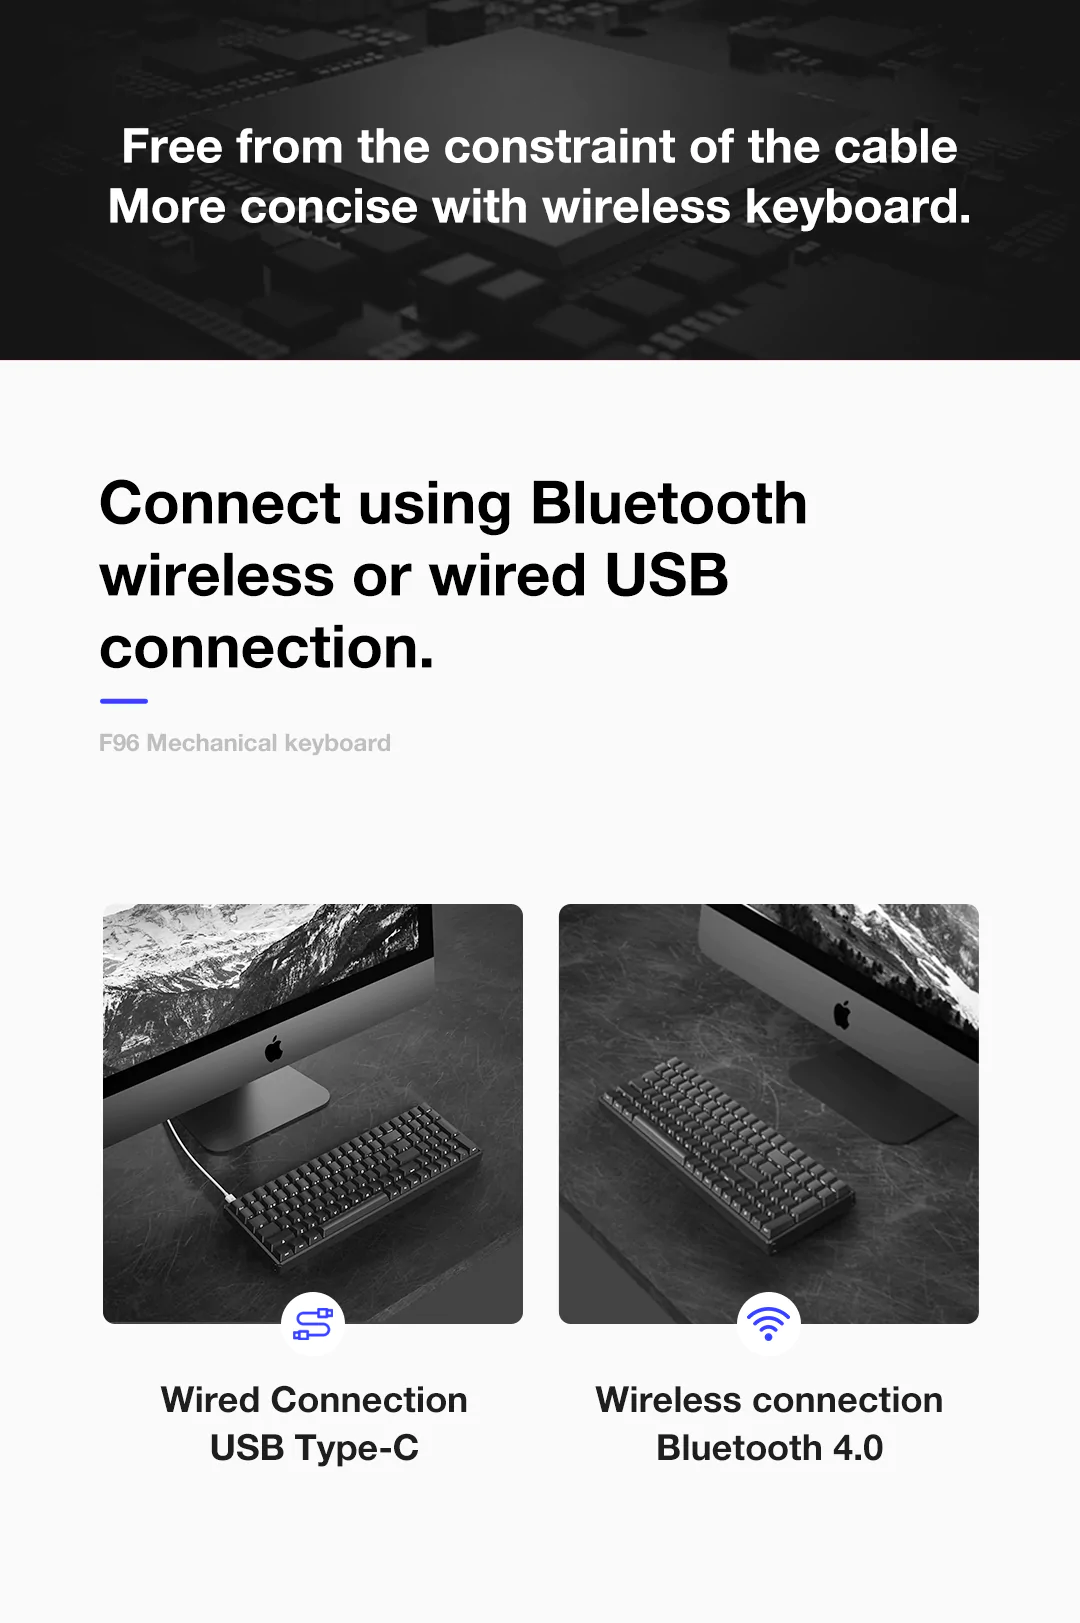 Free from the constraint of the cable
More concise with wireless keyboard.
Connect using Bluetooth
wireless or wired USB
connection.
F96 Mechanical keyboard
Wired Connection
USB Type-C
Wireless connection
Bluetooth 4.0